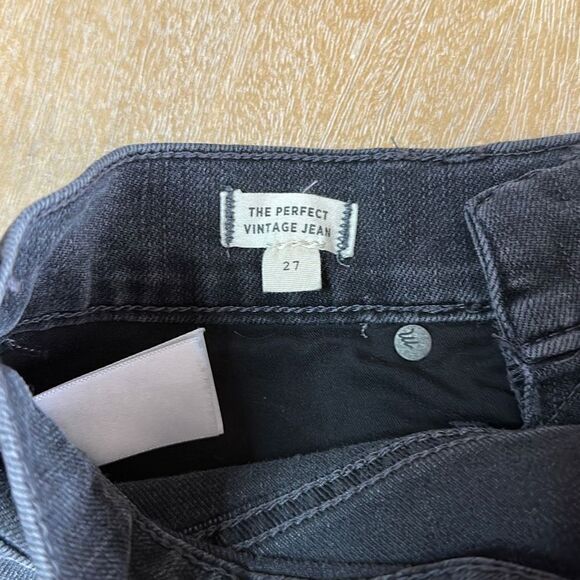 THE PERFECT
VINTAGE JEAN
27
m